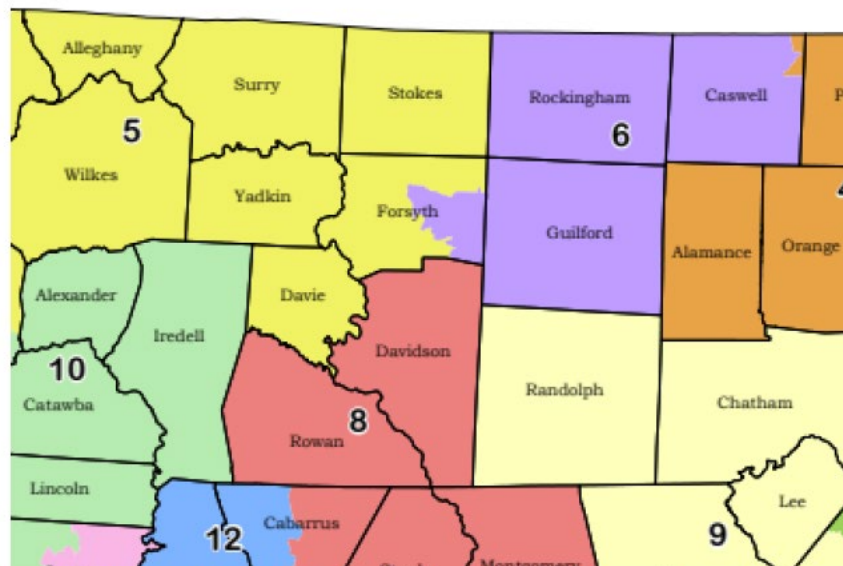 Alleghany
Surry
Stokes
Rockingham
Caswell
5
6
Wilkes
Yadkin
Forsyth
Guilford
Alamance
Orange
Alexander
Davie
Iredell
Davidson
10
Catawba
Randolph
Chatham
Rowan
8
Lincoln
Lee
Cabarrus
12
9
Montgomery